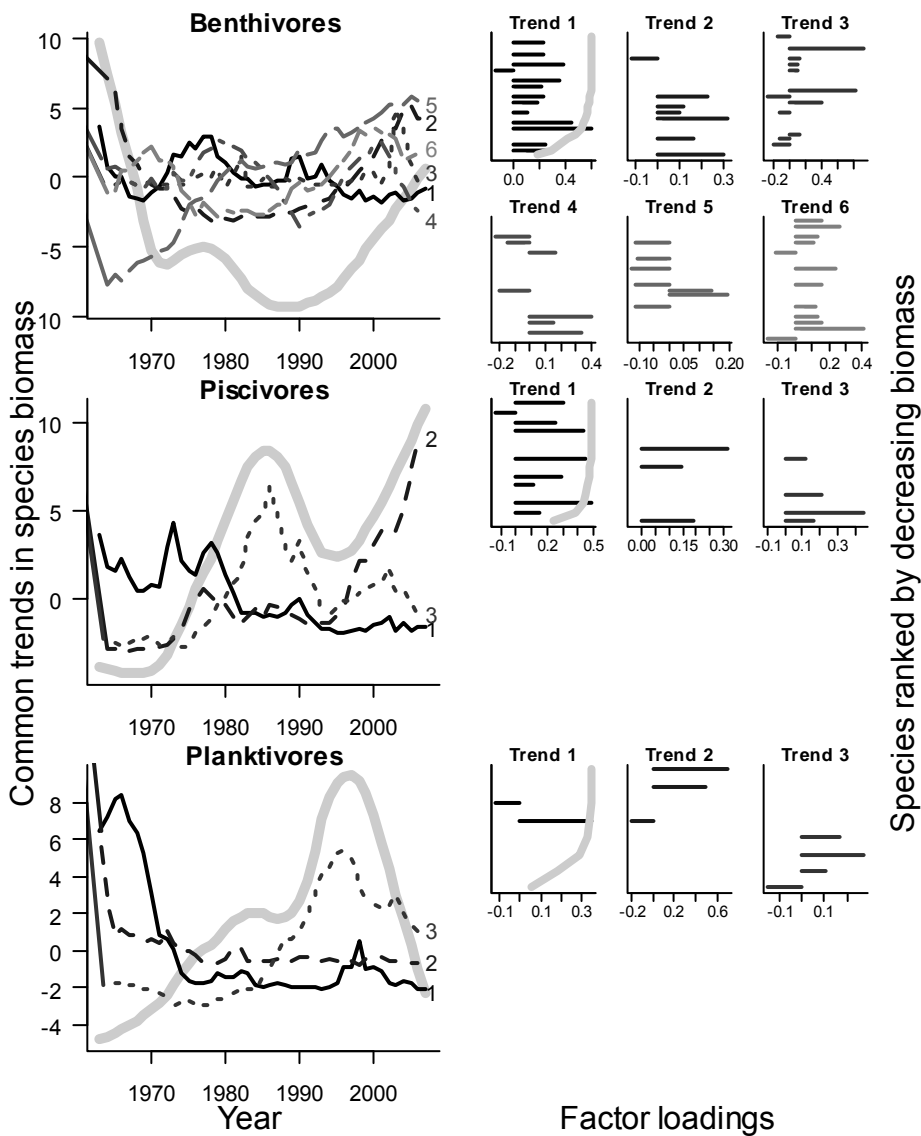 Benthivores
10
5
0
-5
-10
5
2
6
3
1
4
1970 1980 1990 2000
Trend 1 Trend 2 Trend 3
0.0 0.4
-0.1 0.1 0.3
-0.2 0.4
Trend 4 Trend 5 Trend 6
-0.2 0.1 0.4
-0.10 0.05 0.20
-0.2 0.2 0.4
Piscivores
10
5
0
2
3
1
1970 1980 1990 2000
Trend 1 Trend 2 Trend 3
-0.1 0.2 0.5
0.00 0.15 0.30
-0.1 0.1 0.4
Planktivores
8
6
4
2
0
-2
-4
3
2
1
1970 1980 1990 2000
Trend 1 Trend 2 Trend 3
-0.1 0.1 0.3
-0.2 0.2 0.6
-0.1 0.1
Common trends in species biomass
Species ranked by decreasing biomass
Year
Factor loadings